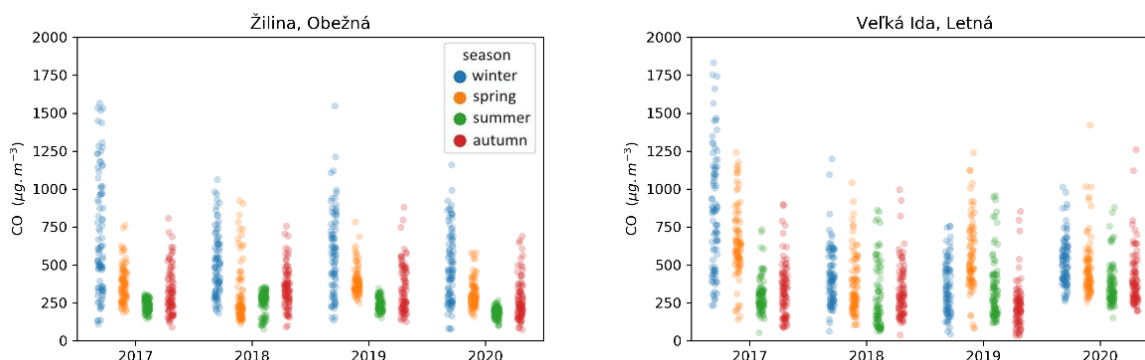 Žilina, Obežná
CO (µg.m⁻³)
2000
1750
1500
1250
1000
750
500
250
0
season
winter
spring
summer
autumn
2017 2018 2019 2020
Veľká Ida, Letná
CO (µg.m⁻³)
2000
1750
1500
1250
1000
750
500
250
0
2017 2018 2019 2020